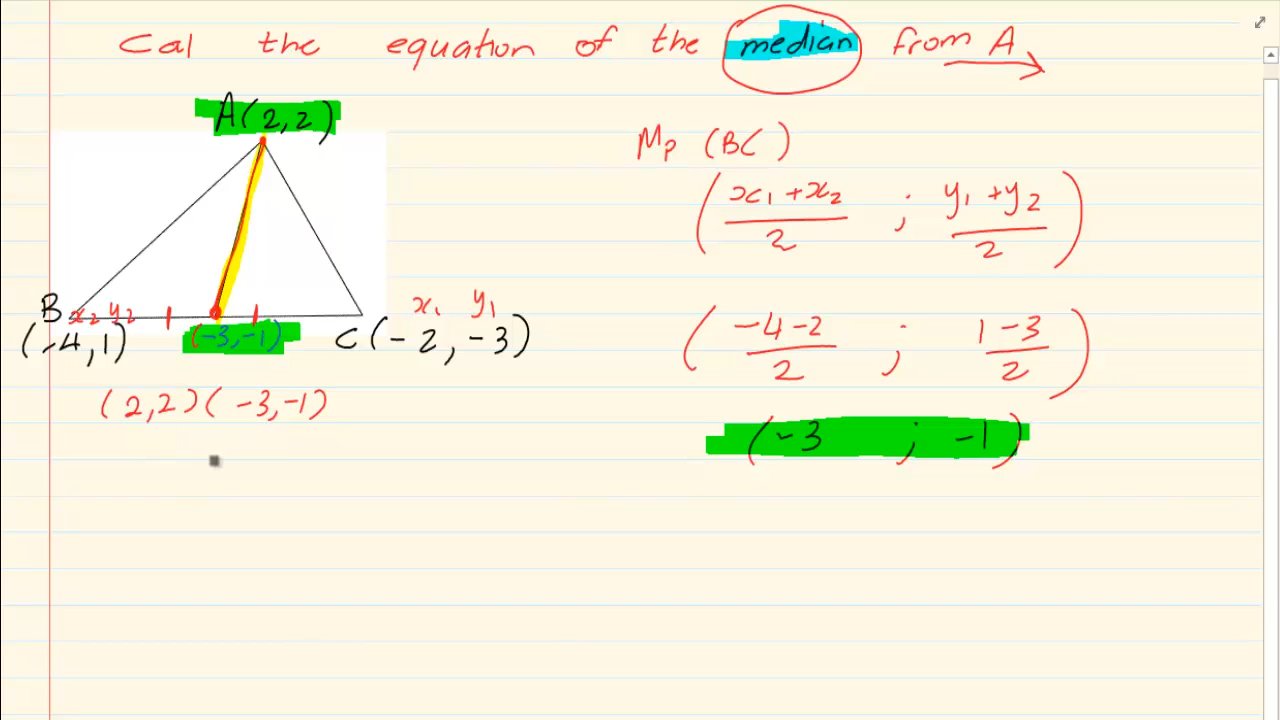 Cal the equation of the median from A
A(2,2)
Mp (BC)
(x₁+x₂/2 ; y₁+y₂/2)
B x₂ y₂ x₁ y₁
(-4,1) (-3,-1) C(-2,-3)
(-4-2/2 ; 1-3/2)
(2,2)(-3,-1)
(-3 ; -1)